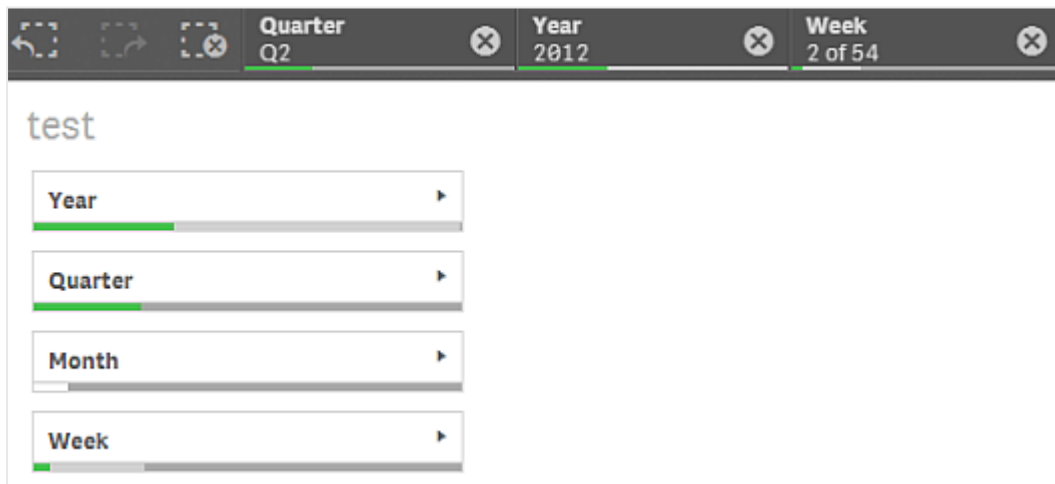 Quarter
Q2
Year
2012
Week
2 of 54
test
Year
Quarter
Month
Week